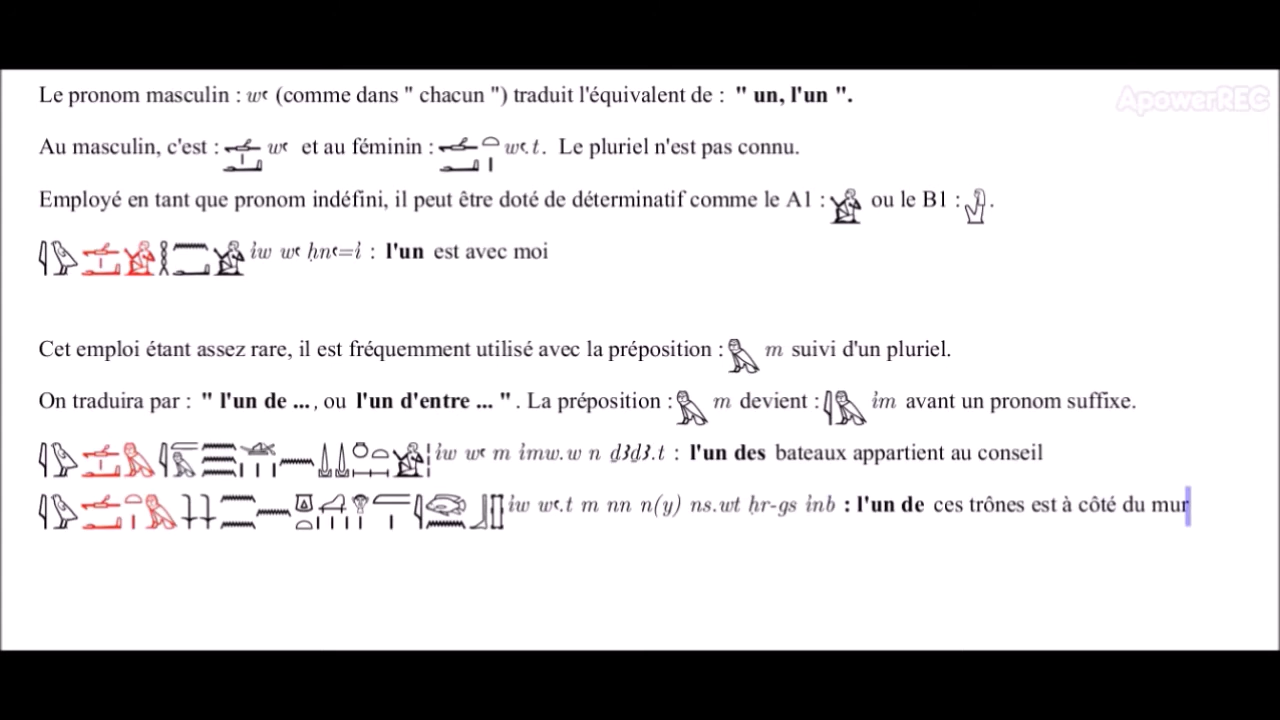 ApowerREC
Le pronom masculin : wꜥ (comme dans " chacun ") traduit l'équivalent de : " un, l'un ".
Au masculin, c'est : wꜥ et au féminin : wꜥ.t. Le pluriel n'est pas connu.
Employé en tant que pronom indéfini, il peut être doté de déterminatif comme le A1 : ou le B1 : .
ỉw wꜥ ḥnꜥ=ỉ : l'un est avec moi
Cet emploi étant assez rare, il est fréquemment utilisé avec la préposition : m suivi d'un pluriel.
On traduira par : " l'un de ... , ou l'un d'entre ... " . La préposition : m devient : ỉm avant un pronom suffixe.
ỉw wꜥ m ỉmw.w n ḏꜣḏꜣ.t : l'un des bateaux appartient au conseil
ỉw wꜥ.t m nn n(y) ns.wt ḥr-gs ỉnb : l'un de ces trônes est à côté du mur